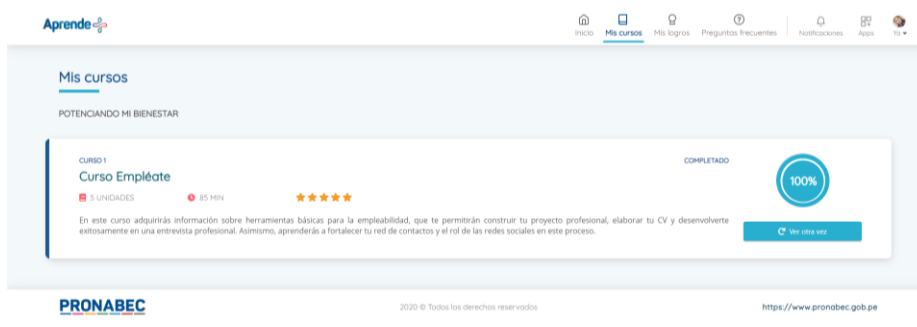 Aprende
Inicio
Mis cursos
Mis logros
Preguntas frecuentes
Notificaciones
Apps
Yo
Mis cursos
POTENCIANDO MI BIENESTAR
CURSO 1
COMPLETADO
Curso Empléate
100%
5 UNIDADES
85 MIN
En este curso adquirirás información sobre herramientas básicas para la empleabilidad, que te permitirán construir tu proyecto profesional, elaborar tu CV y desenvolverte
exitosamente en una entrevista profesional. Asimismo, aprenderás a fortalecer tu red de contactos y el rol de las redes sociales en este proceso.
Ver otra vez
PRONABEC
2020 © Todos los derechos reservados
https://www.pronabec.gob.pe